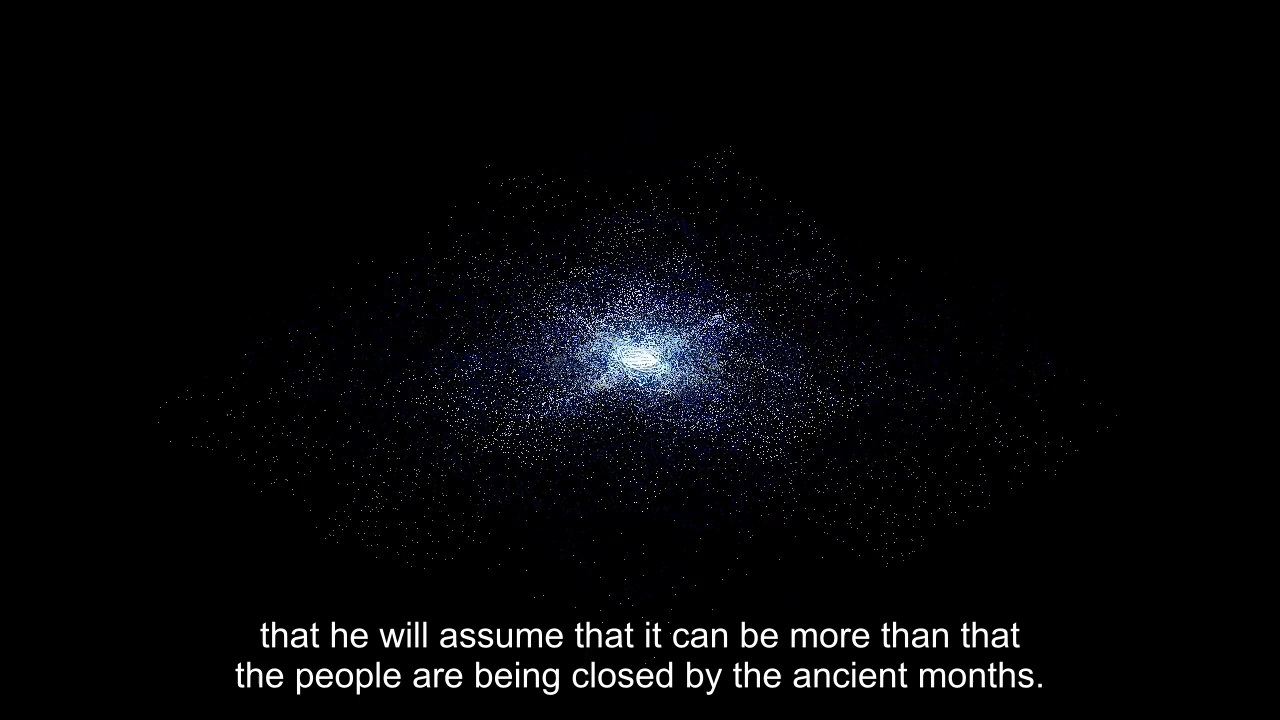 that he will assume that it can be more than that
the people are being closed by the ancient months.